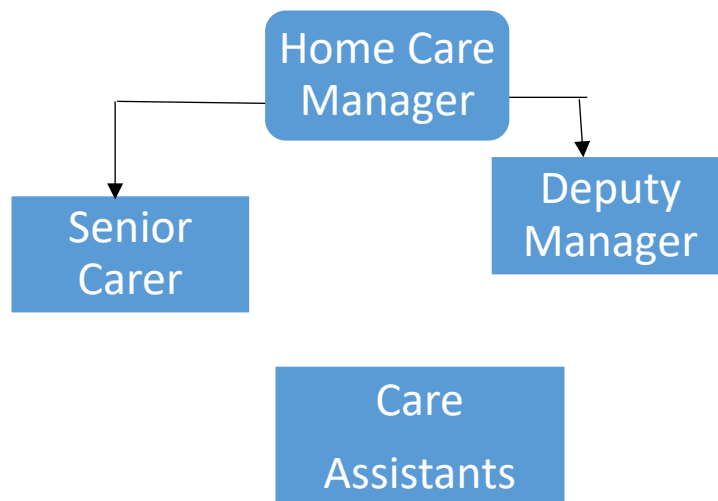 Home Care
Manager
Senior
Carer
Deputy
Manager
Care
Assistants